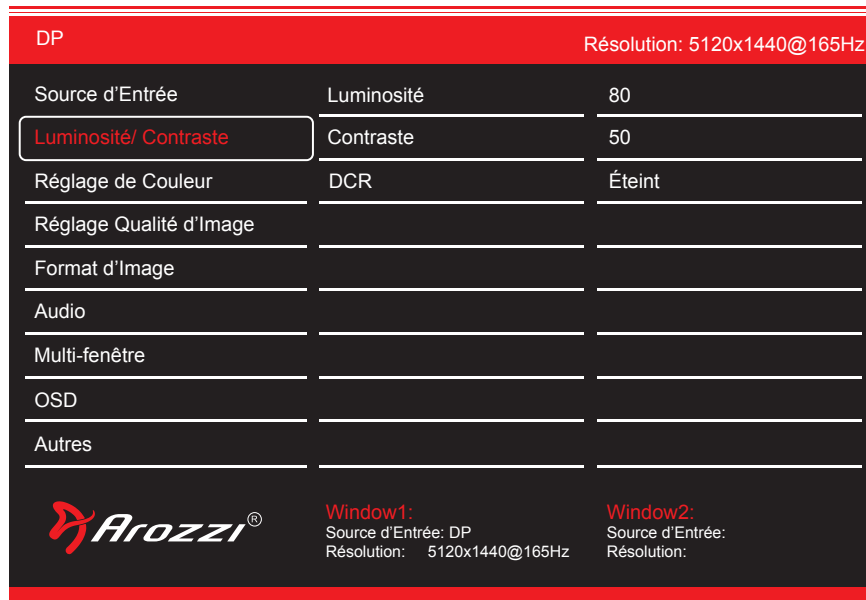 DP Résolution: 5120x1440@165Hz
Source d’Entrée Luminosité 80
Luminosité/ Contraste Contraste 50
Réglage de Couleur DCR Éteint
Réglage Qualité d’Image
Format d’Image
Audio
Multi-fenêtre
OSD
Autres
Arozzi®
Window1:
Source d’Entrée: DP
Résolution: 5120x1440@165Hz
Window2:
Source d’Entrée:
Résolution: